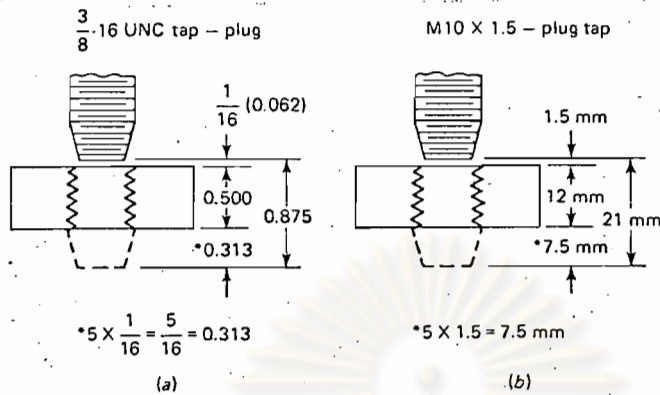 3/8 -16 UNC tap – plug
1/16 (0.062)
0.500
0.875
*0.313
*5 X 1/16 = 5/16 = 0.313
(a)
M10 X 1.5 – plug tap
1.5 mm
12 mm
21 mm
*7.5 mm
*5 X 1.5 = 7.5 mm
(b)